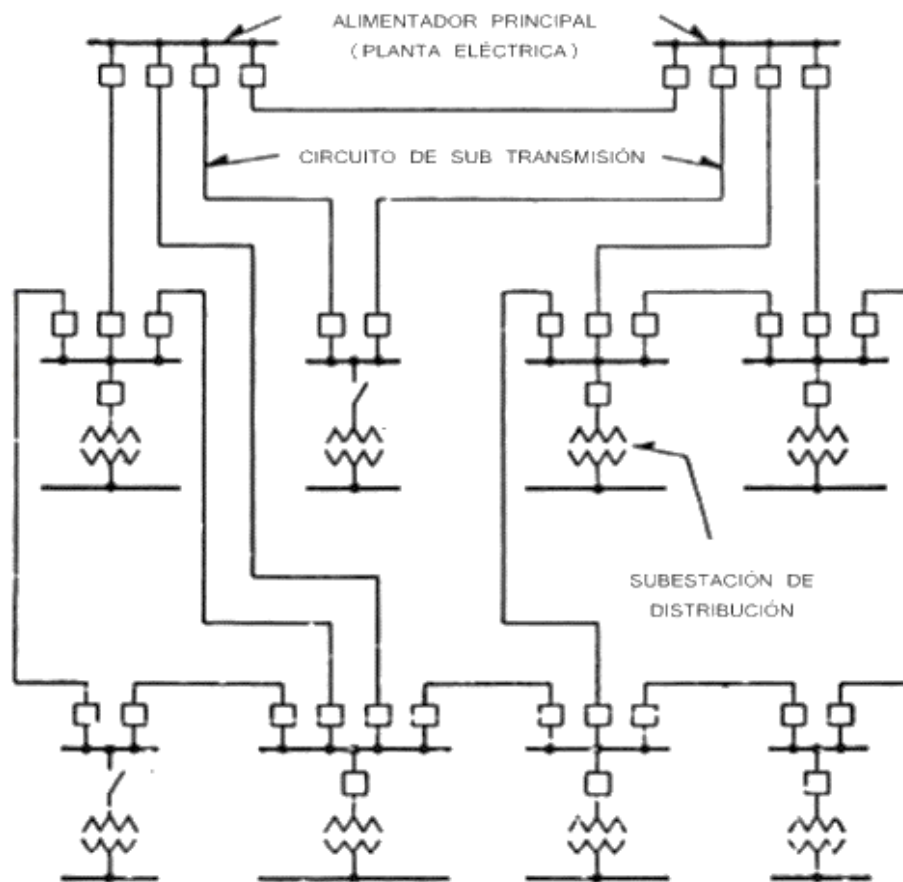 ALIMENTADOR PRINCIPAL
( PLANTA ELÉCTRICA )
CIRCUITO DE SUB TRANSMISIÓN
SUBESTACIÓN DE
DISTRIBUCIÓN